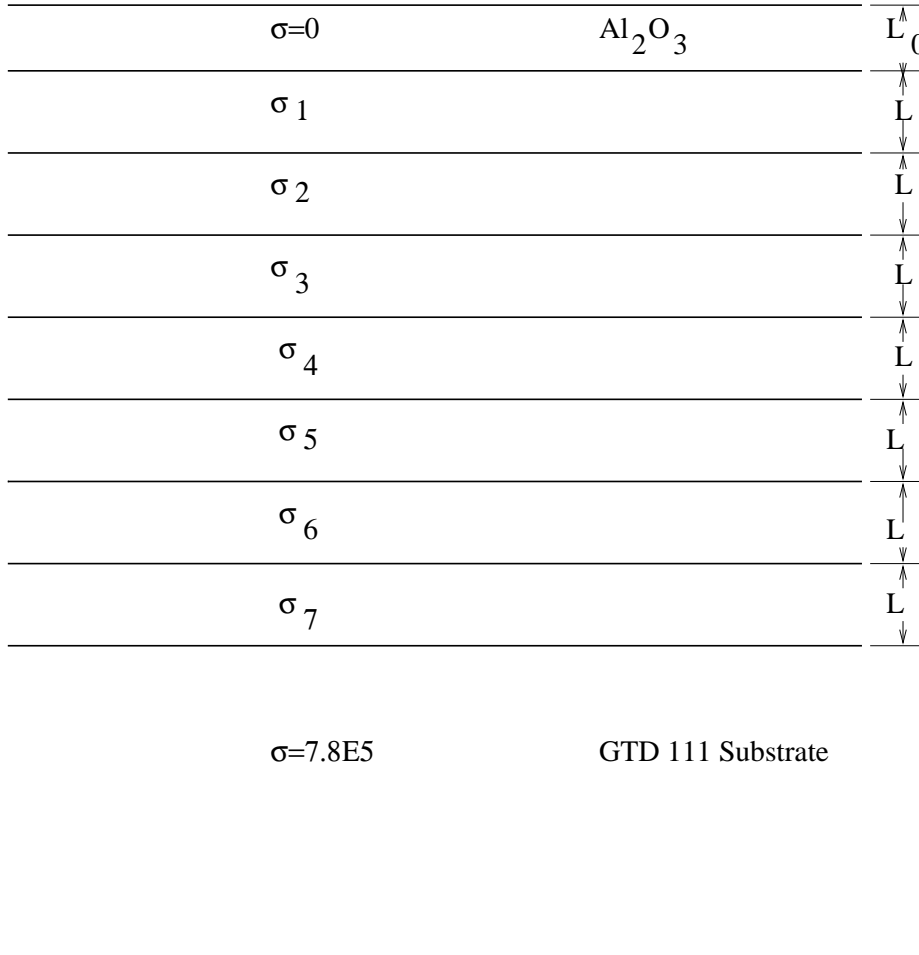 σ=0 Al₂O₃ L₀
σ₁ L
σ₂ L
σ₃ L
σ₄ L
σ₅ L
σ₆ L
σ₇ L
σ=7.8E5 GTD 111 Substrate